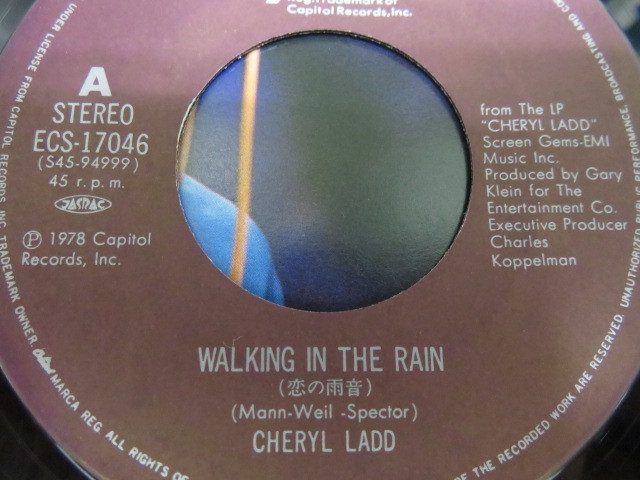 Reg. Trademark of
Capitol Records, Inc.
A
STEREO
ECS-17046
(S45-94999)
45 r.p.m.
JASRAC
Ⓟ 1978 Capitol
Records, Inc.
from The LP
"CHERYL LADD"
Screen Gems-EMI
Music Inc.
Produced by Gary
Klein for The
Entertainment Co.
Executive Producer
Charles
Koppelman
WALKING IN THE RAIN
(恋の雨音)
(Mann-Weil -Spector)
CHERYL LADD
UNDER LICENSE FROM CAPITOL RECORDS, INC. TRADEMARK OWNER.
MARCA REG ALL RIGHTS OF
THE RECORDED WORK ARE RESERVED. UNAUTHORIZED PUBLIC PERFORMANCE, BROADCASTING AND